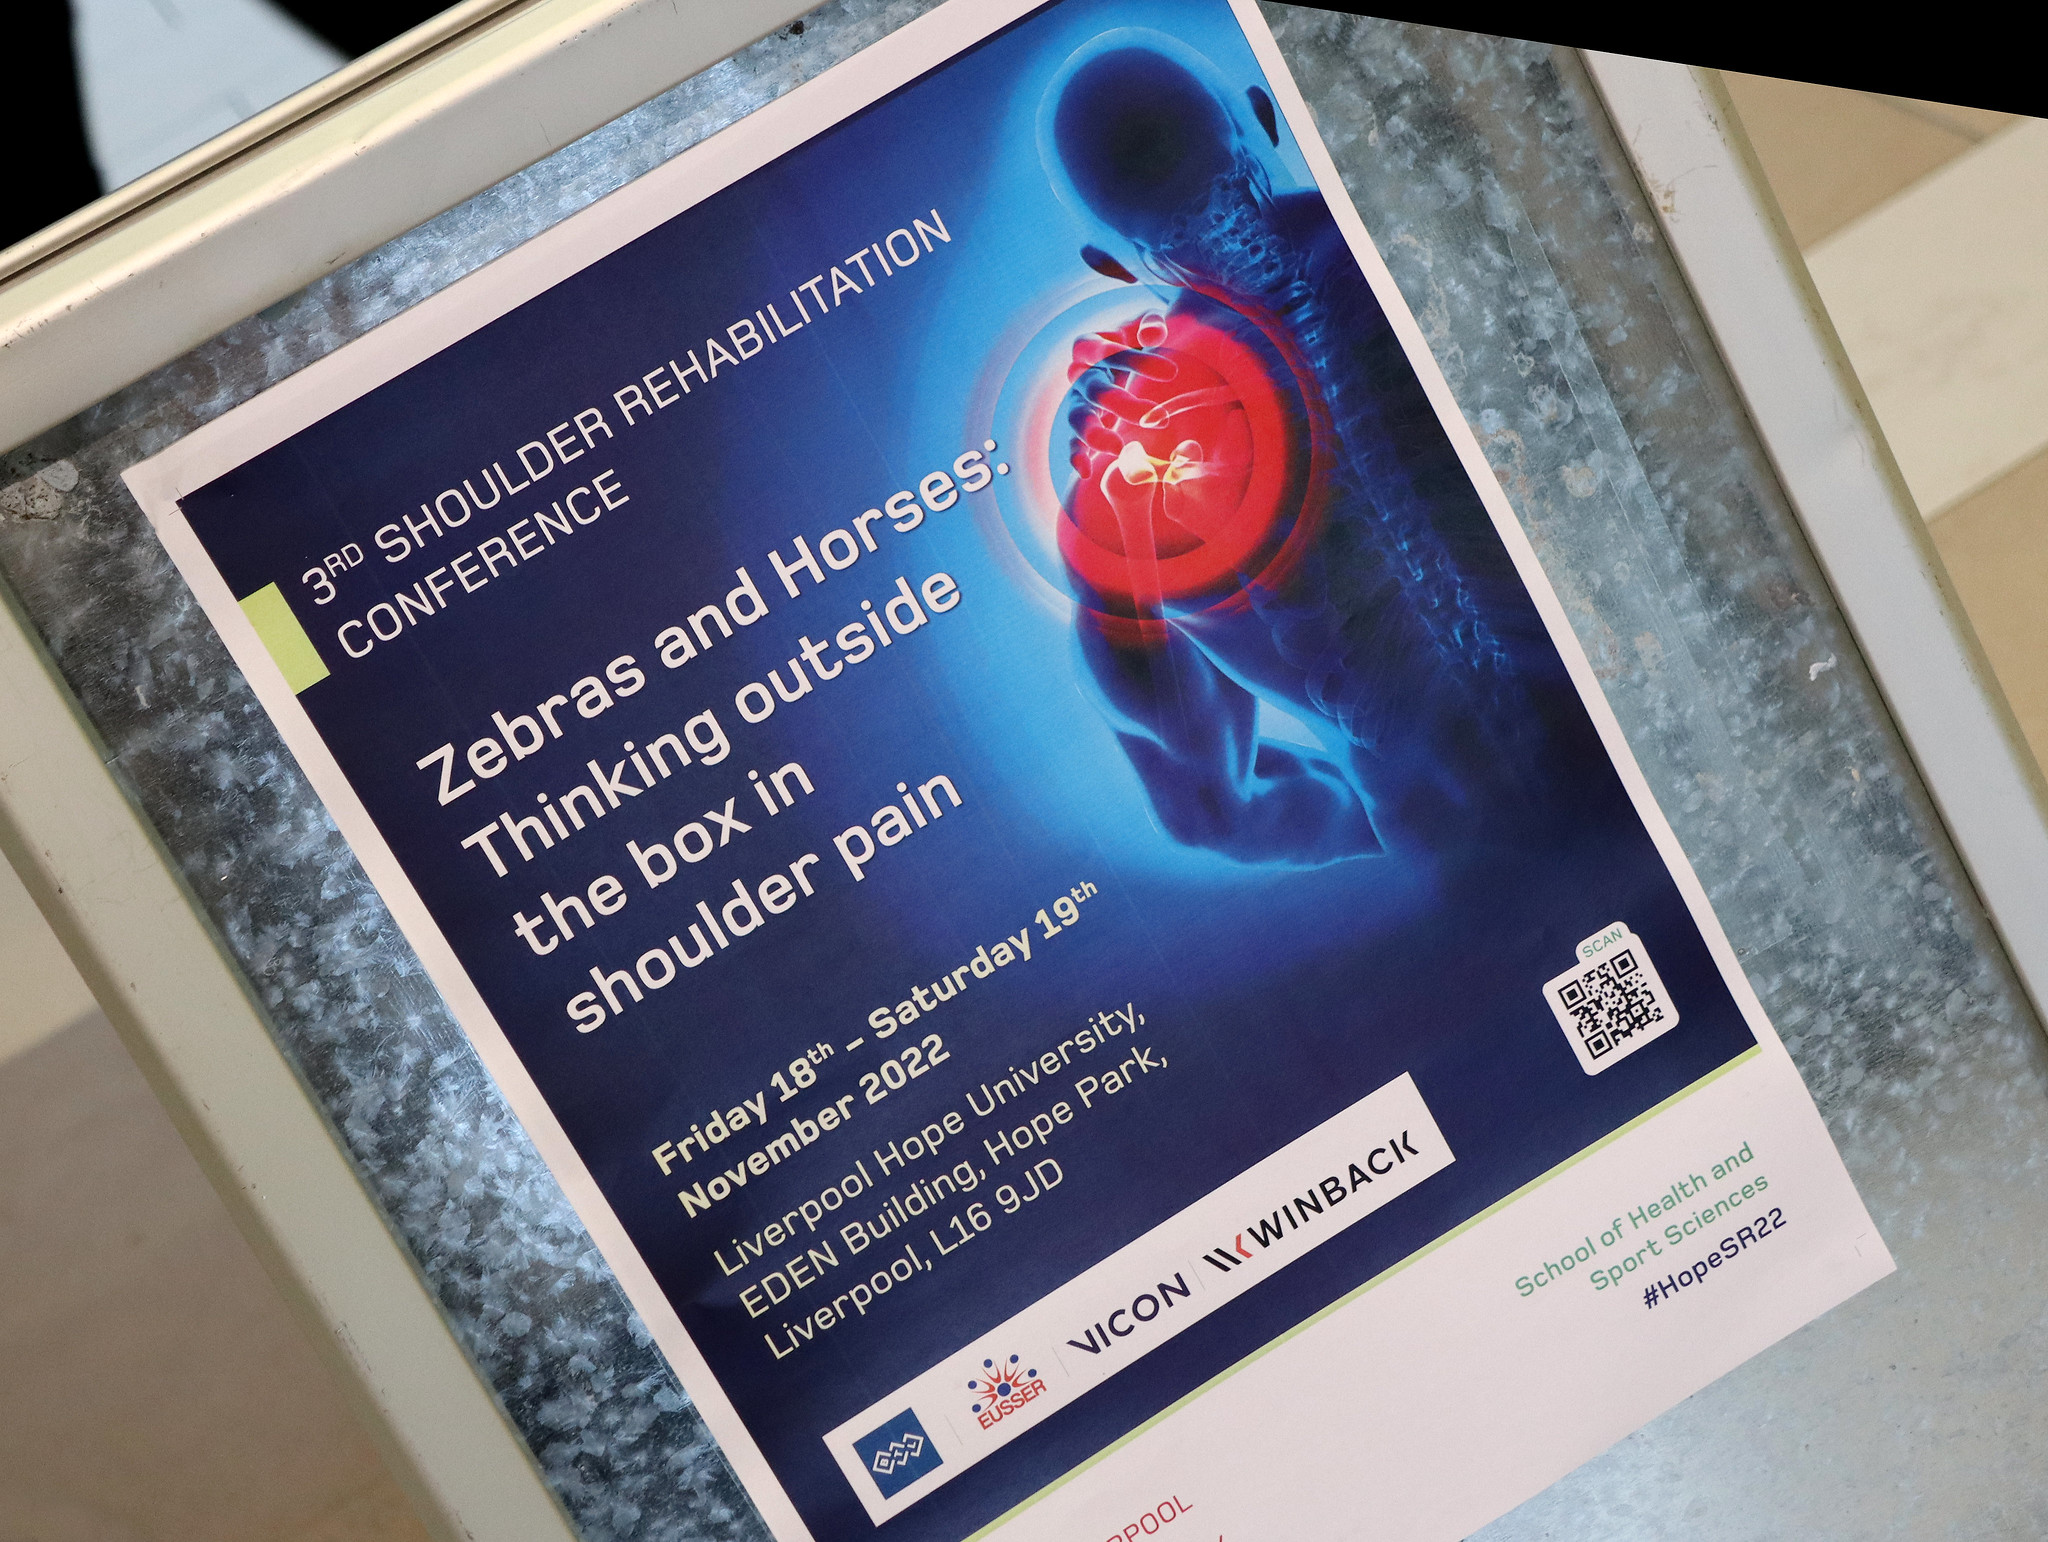 3RD SHOULDER REHABILITATION
CONFERENCE
Zebras and Horses:
Thinking outside
the box in
shoulder pain
Friday 18th – Saturday 19th
November 2022
Liverpool Hope University,
EDEN Building, Hope Park,
Liverpool, L16 9JD
SCAN
BTL
EUSSER
VICON
WINBACK
School of Health and
Sport Sciences
#HopeSR22